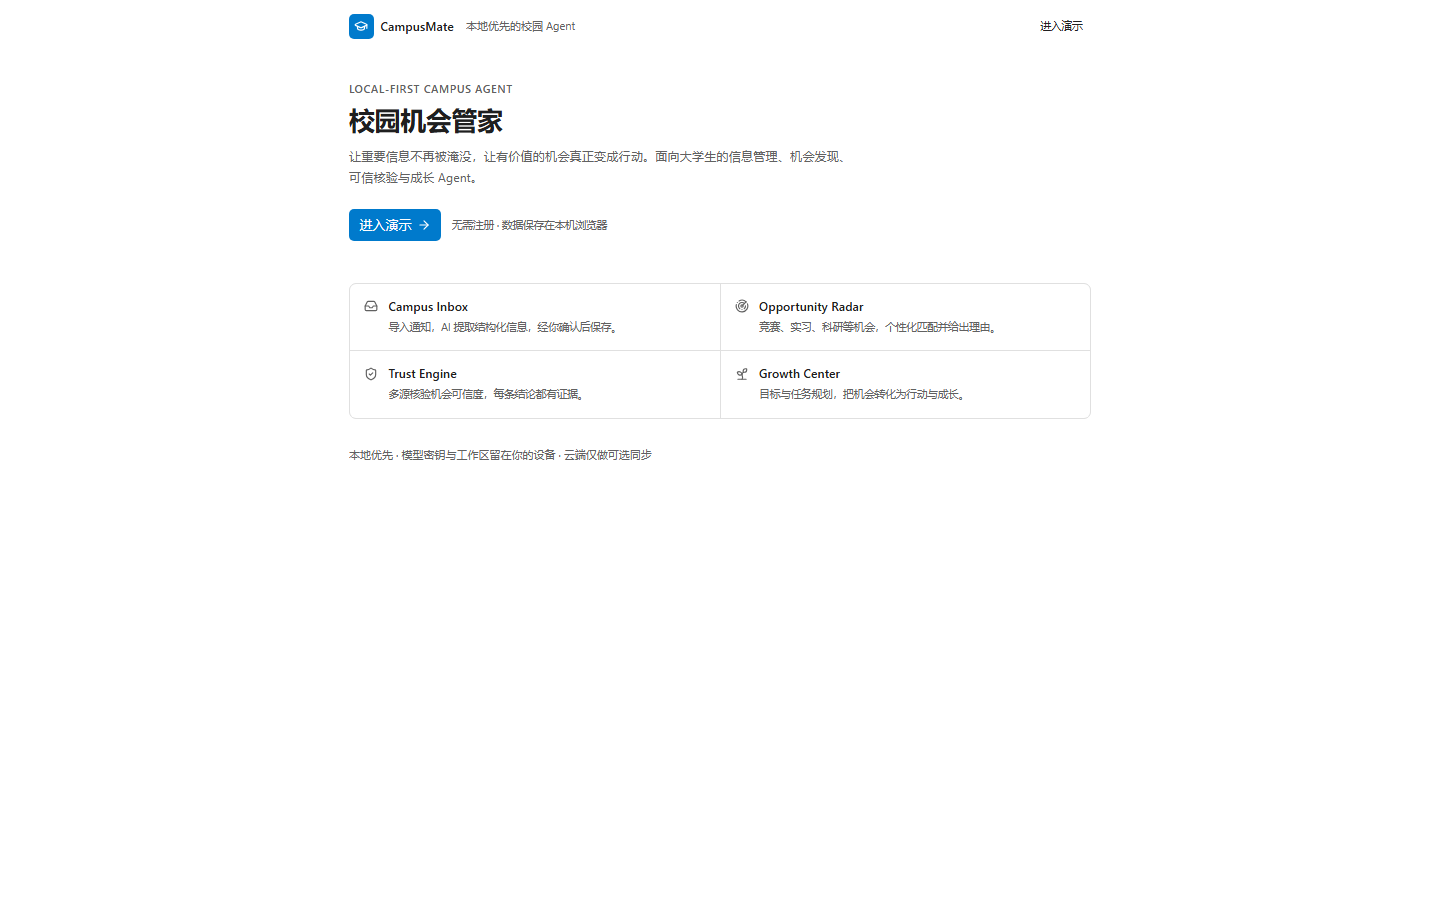 CampusMate 本地优先的校园 Agent 进入演示
LOCAL-FIRST CAMPUS AGENT
校园机会管家
让重要信息不再被淹没，让有价值的机会真正变成行动。面向大学生的信息管理、机会发现、
可信核验与成长 Agent。
进入演示 → 无需注册 · 数据保存在本机浏览器
Campus Inbox
导入通知，AI 提取结构化信息，经你确认后保存。
Opportunity Radar
竞赛、实习、科研等机会，个性化匹配并给出理由。
Trust Engine
多源核验机会可信度，每条结论都有证据。
Growth Center
目标与任务规划，把机会转化为行动与成长。
本地优先 · 模型密钥与工作区留在你的设备 · 云端仅做可选同步